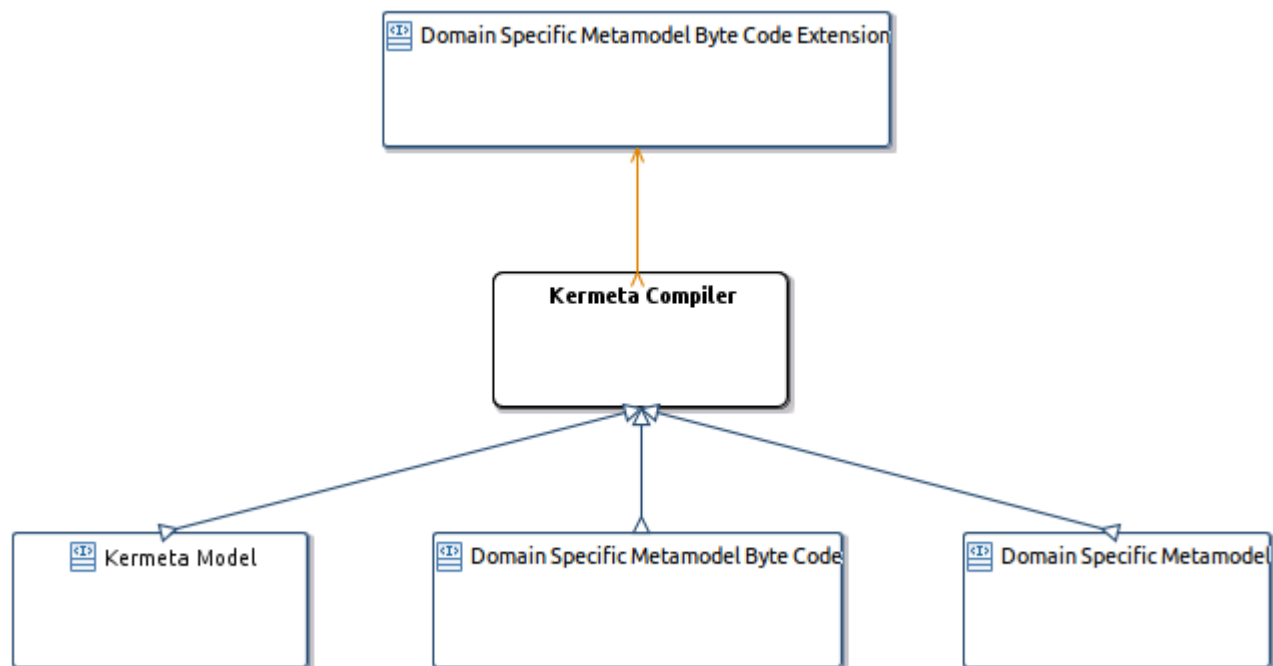 Domain Specific Metamodel Byte Code Extension
Kermeta Compiler
Kermeta Model
Domain Specific Metamodel Byte Code
Domain Specific Metamodel